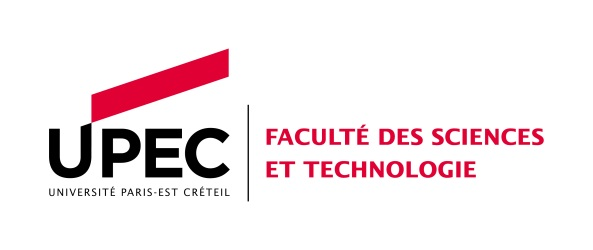 UPEC
UNIVERSITÉ PARIS-EST CRÉTEIL
FACULTÉ DES SCIENCES
ET TECHNOLOGIE